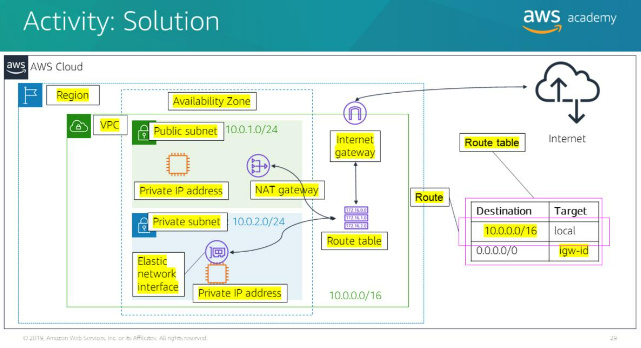 Activity: Solution
aws academy
aws AWS Cloud
Region
Availability Zone
VPC
Public subnet 10.0.1.0/24
Private IP address
NAT gateway
Internet
gateway
Internet
Route table
Private subnet 10.0.2.0/24
Elastic
network
interface
Private IP address
Route table
10.0.0.0/16
Route
Destination Target
10.0.0.0/16 local
0.0.0.0/0 igw-id
© 2019, Amazon Web Services, Inc. or its Affiliates. All rights reserved.